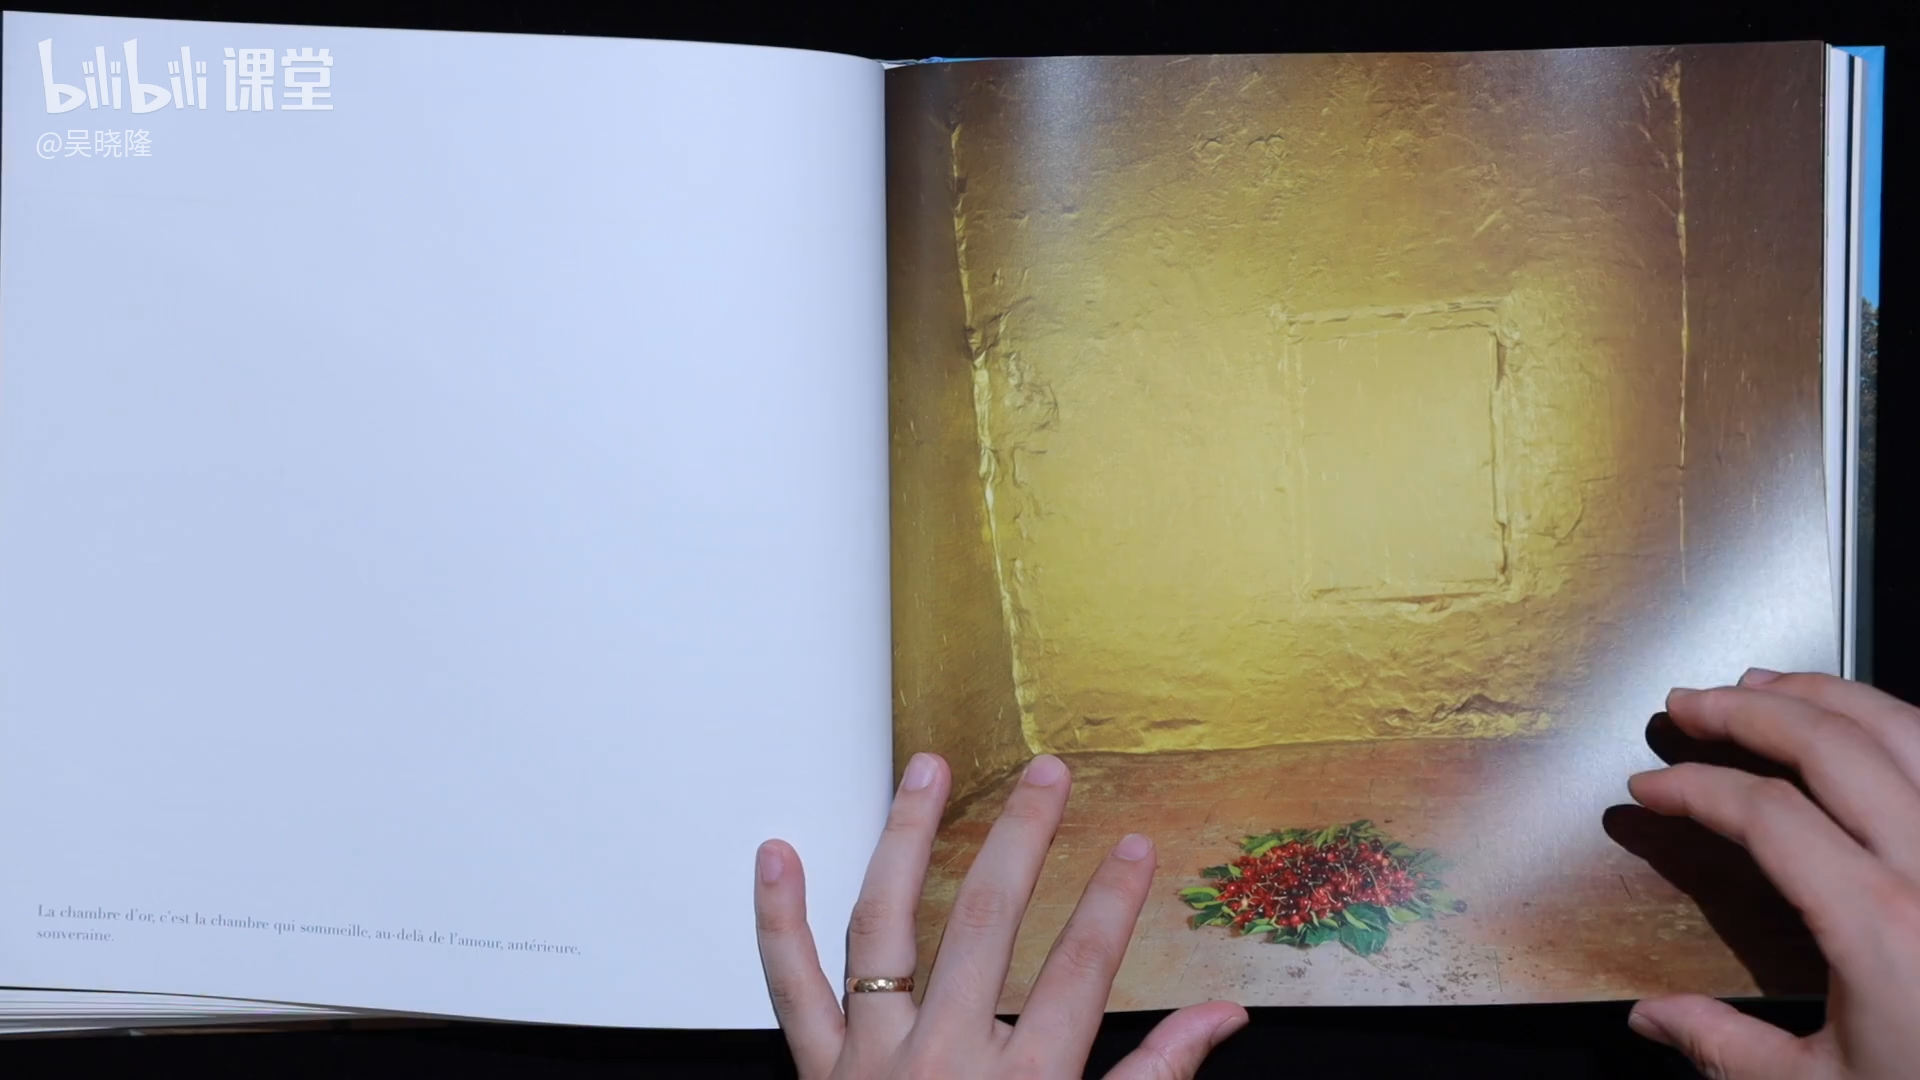 bilibili 课堂
@吴晓隆
La chambre d'or, c'est la chambre qui sommeille, au-delà de l'amour, antérieure,
souveraine.